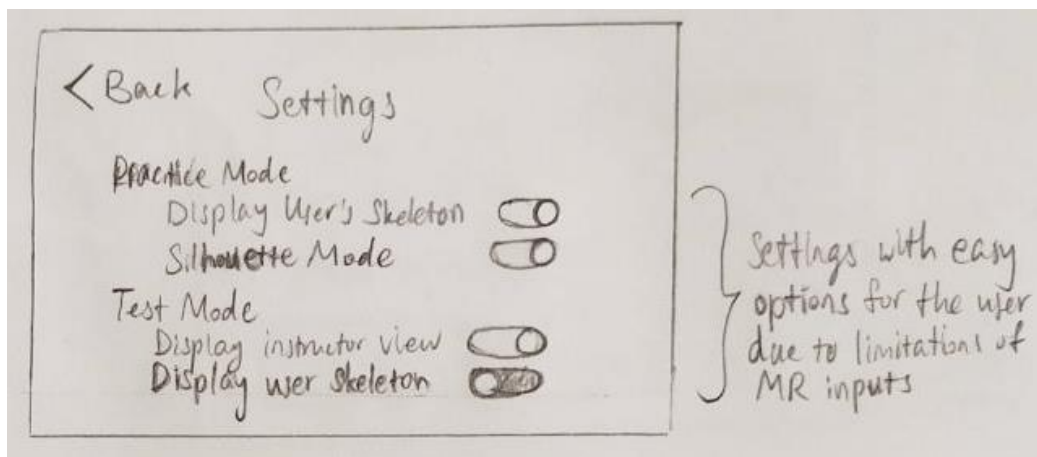 < Back
Settings
Practice Mode
Display User's Skeleton
Silhouette Mode
Test Mode
Display instructor view
Display user skeleton
Settings with easy
options for the user
due to limitations of
MR inputs